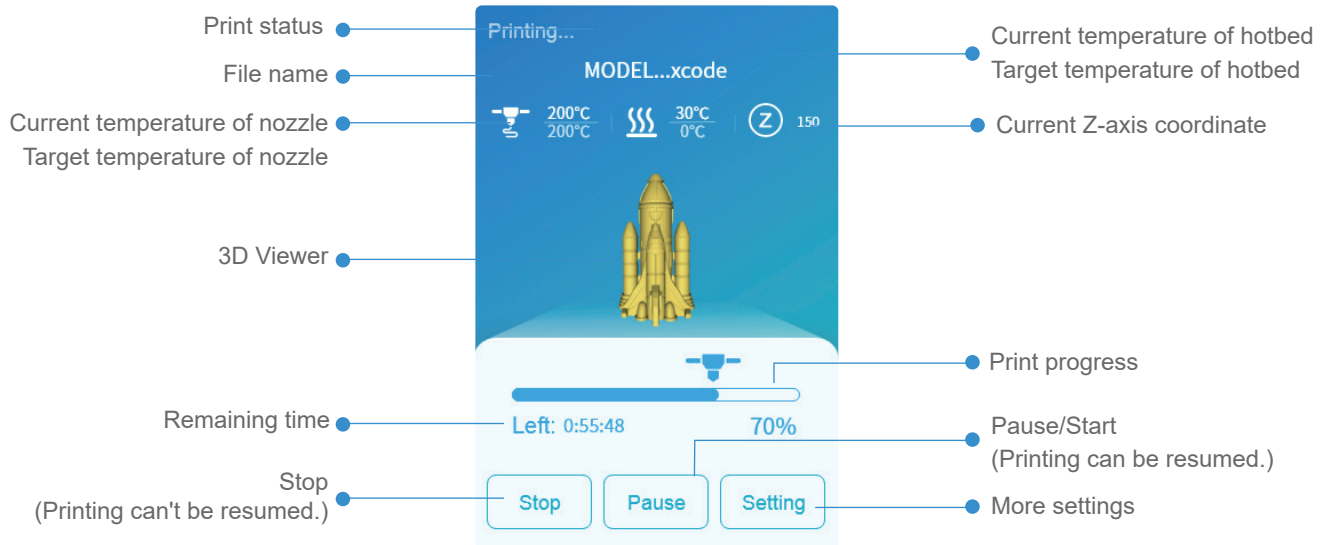 Print status
File name
Current temperature of nozzle
Target temperature of nozzle
3D Viewer
Remaining time
Stop
(Printing can't be resumed.)
Printing...
MODEL...xcode
200°C
200°C
30°C
0°C
Z
150
Left: 0:55:48
70%
Stop
Pause
Setting
Current temperature of hotbed
Target temperature of hotbed
Current Z-axis coordinate
Print progress
Pause/Start
(Printing can be resumed.)
More settings